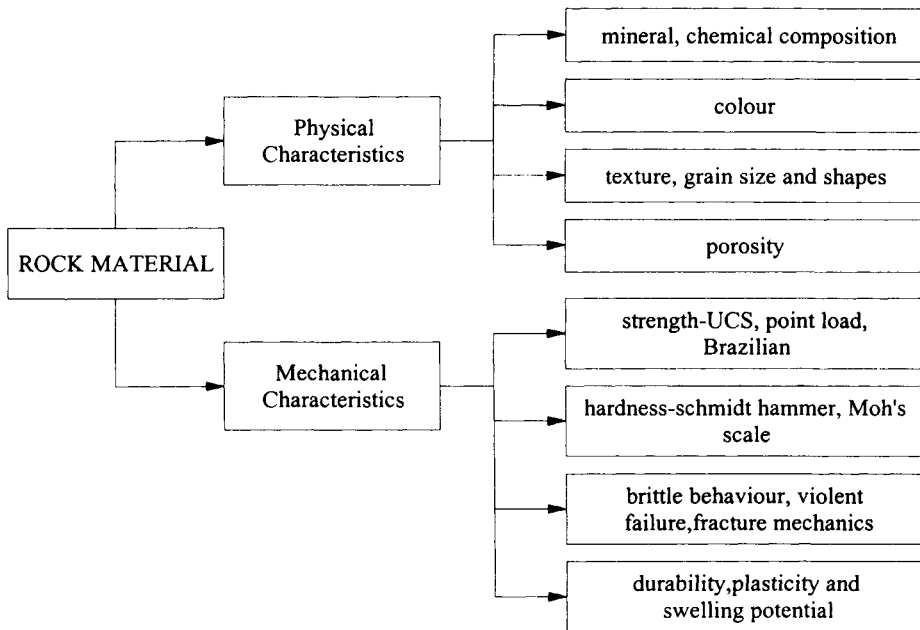 mineral, chemical composition
colour
Physical
Characteristics
texture, grain size and shapes
porosity
ROCK MATERIAL
strength-UCS, point load,
Brazilian
Mechanical
Characteristics
hardness-schmidt hammer, Moh's
scale
brittle behaviour, violent
failure,fracture mechanics
durability,plasticity and
swelling potential